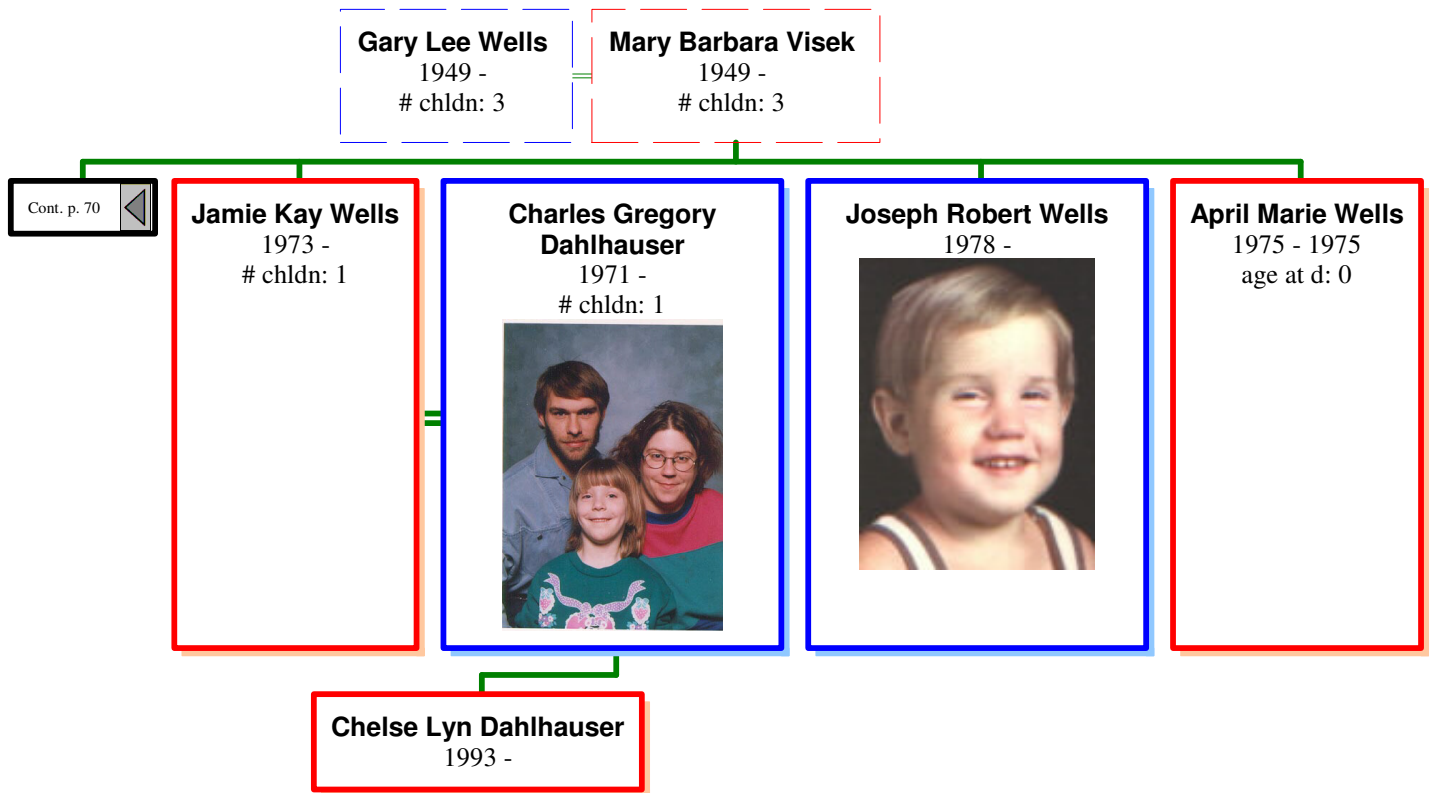 Gary Lee Wells
1949 -
# chldn: 3
Mary Barbara Visek
1949 -
# chldn: 3
Cont. p. 70
Jamie Kay Wells
1973 -
# chldn: 1
Charles Gregory
Dahlhauser
1971 -
# chldn: 1
Joseph Robert Wells
1978 -
April Marie Wells
1975 - 1975
age at d: 0
Chelse Lyn Dahlhauser
1993 -